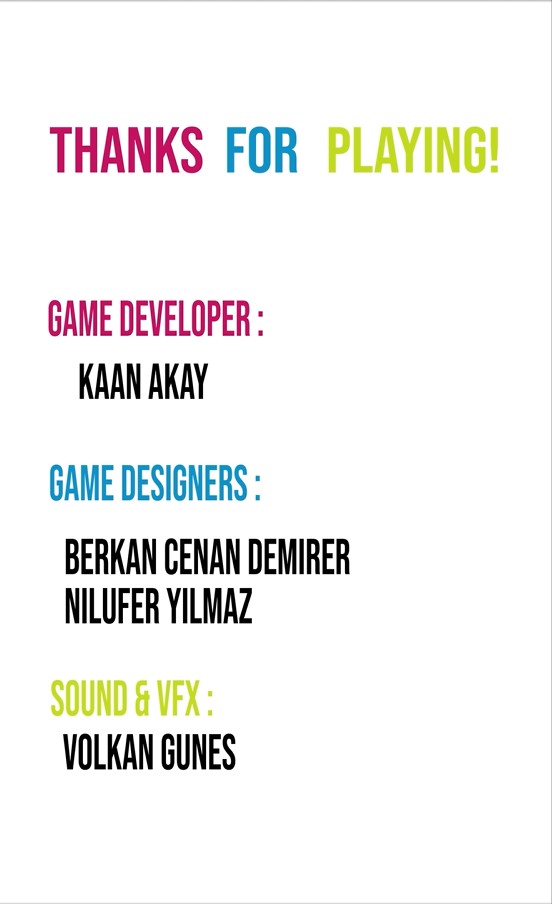 THANKS FOR PLAYING!
GAME DEVELOPER :
KAAN AKAY
GAME DESIGNERS :
BERKAN CENAN DEMIRER
NILUFER YILMAZ
SOUND & VFX :
VOLKAN GUNES